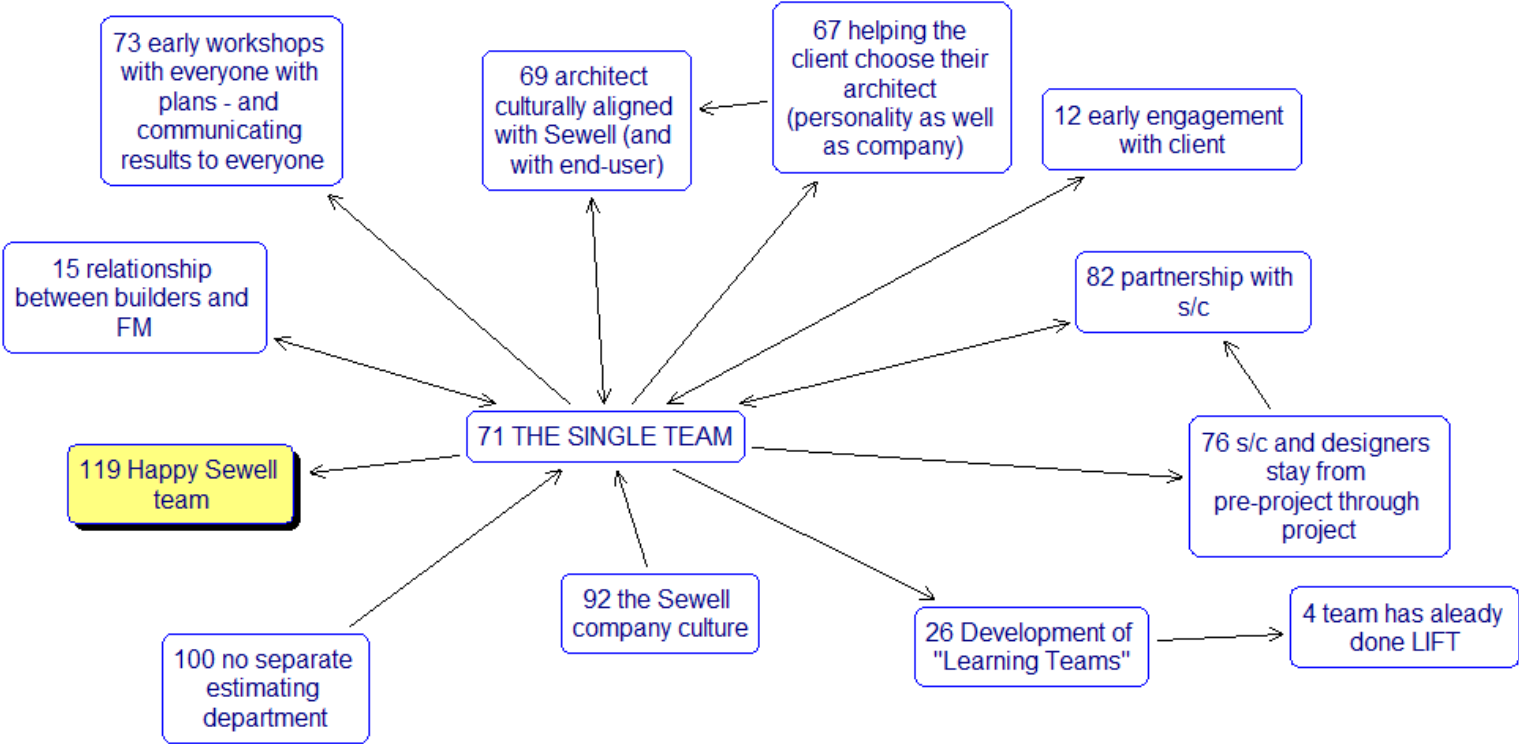 73 early workshops
with everyone with
plans - and
communicating
results to everyone
69 architect
culturally aligned
with Sewell (and
with end-user)
67 helping the
client choose their
architect
(personality as well
as company)
12 early engagement
with client
15 relationship
between builders and
FM
82 partnership with
s/c
71 THE SINGLE TEAM
119 Happy Sewell
team
76 s/c and designers
stay from
pre-project through
project
92 the Sewell
company culture
100 no separate
estimating
department
26 Development of
"Learning Teams"
4 team has aleady
done LIFT